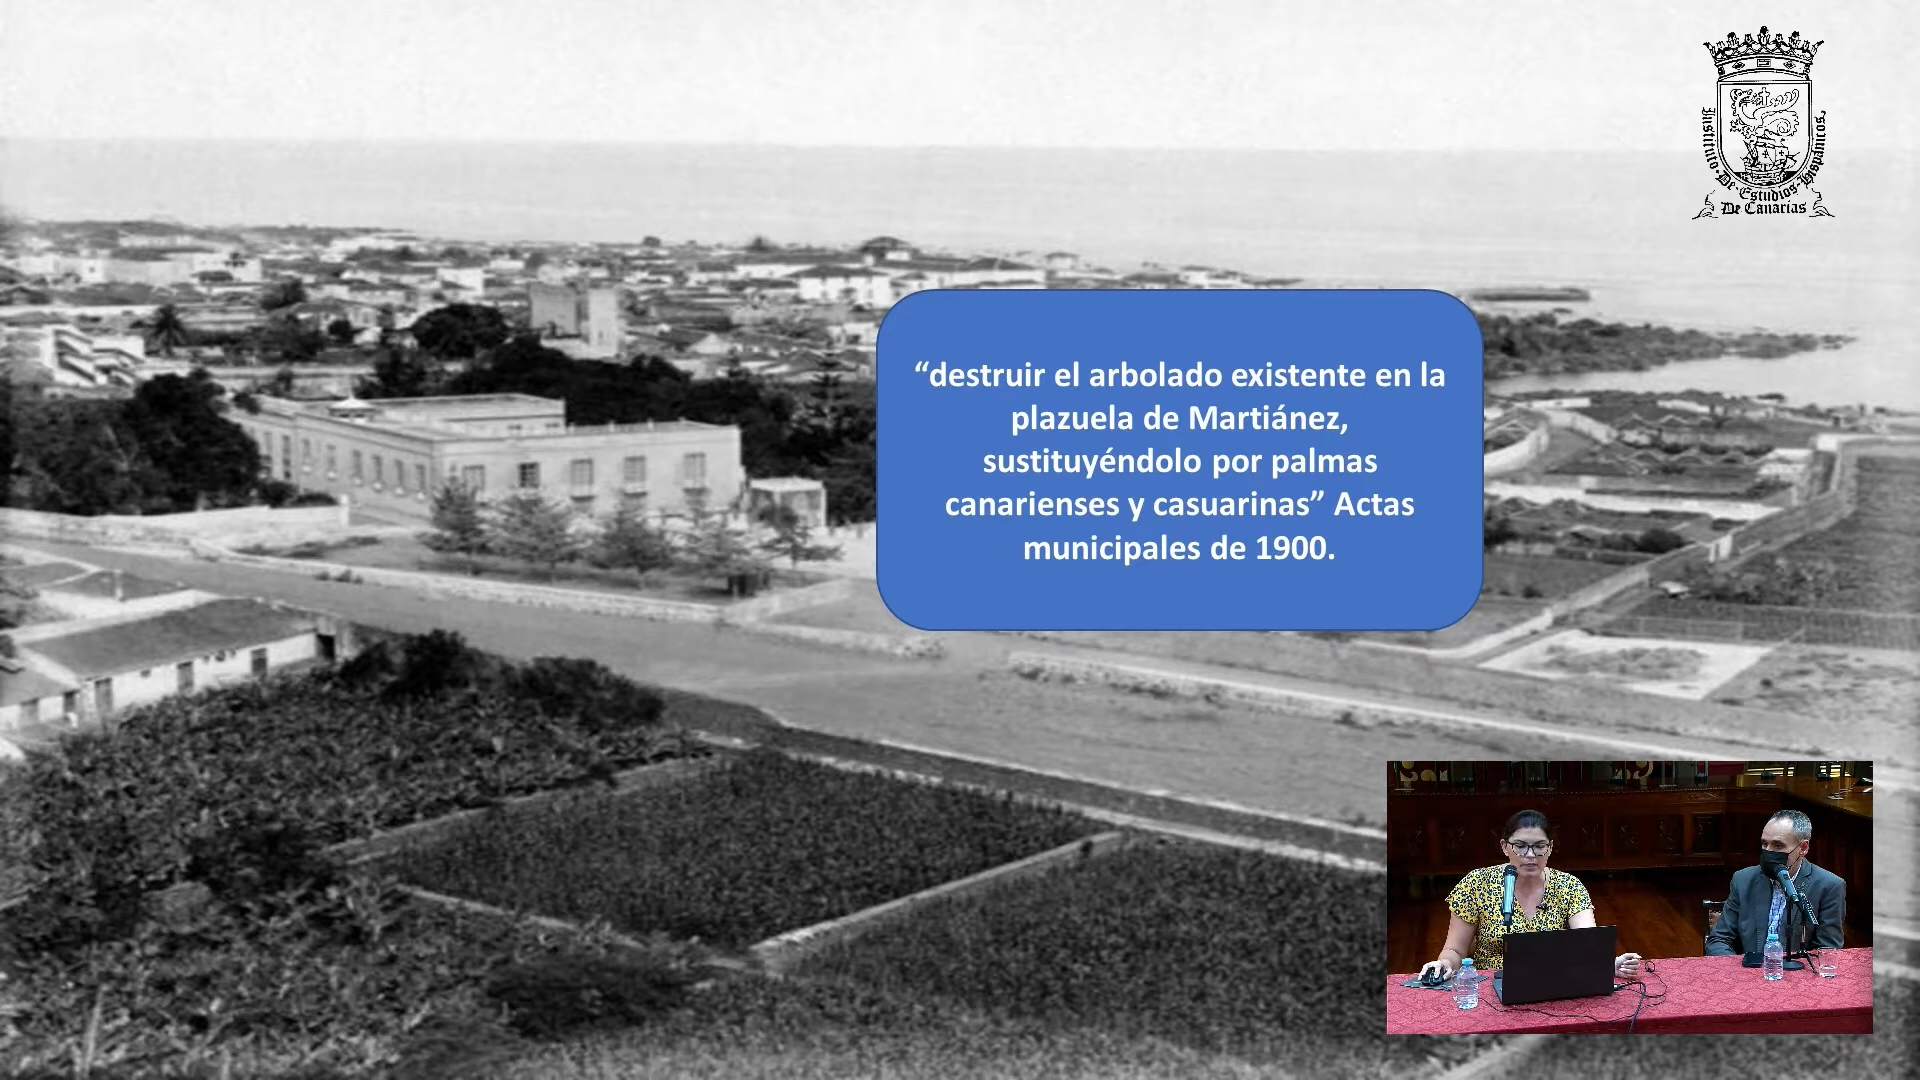 Instituto · De · Estudios · Hispánicos,
De Canarias
“destruir el arbolado existente en la
plazuela de Martiánez,
sustituyéndolo por palmas
canarienses y casuarinas” Actas
municipales de 1900.